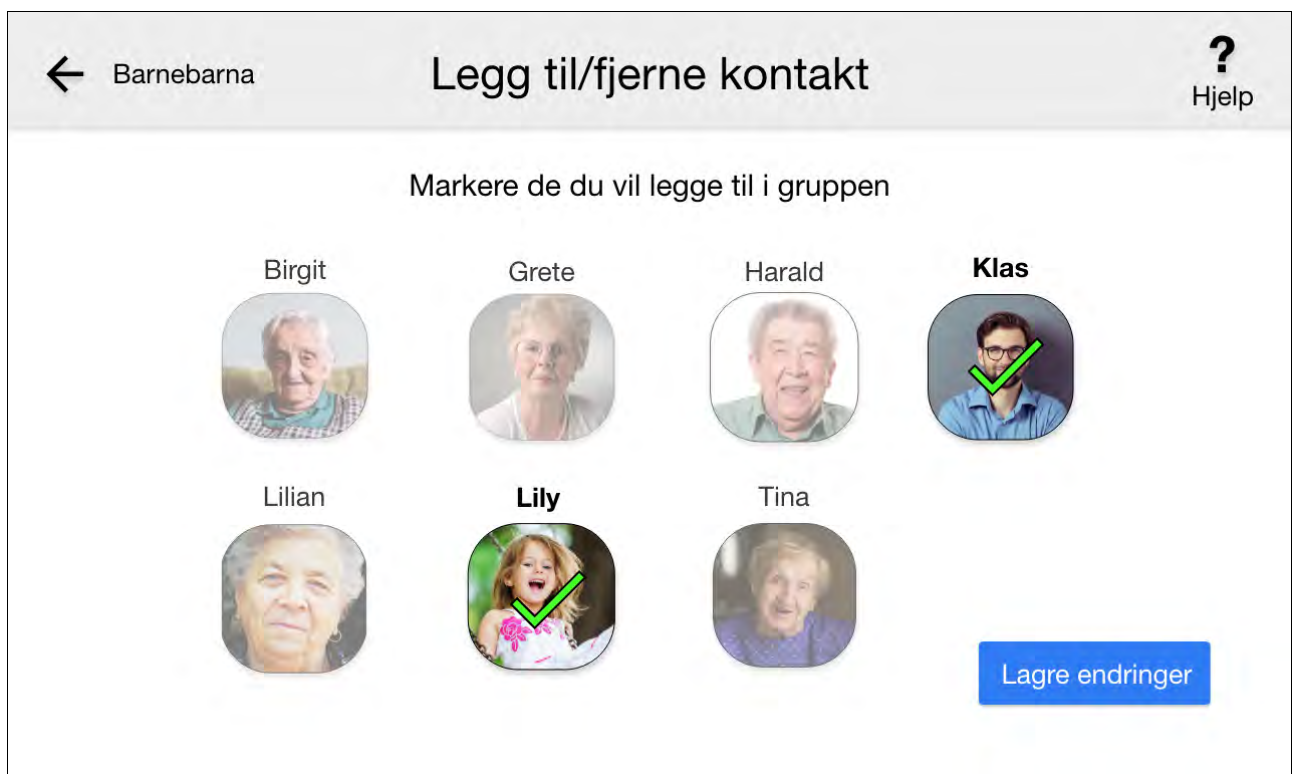 ← Barnebarna
Legg til/fjerne kontakt
?
Hjelp
Markere de du vil legge til i gruppen
Birgit
Grete
Harald
Klas
Lilian
Lily
Tina
Lagre endringer